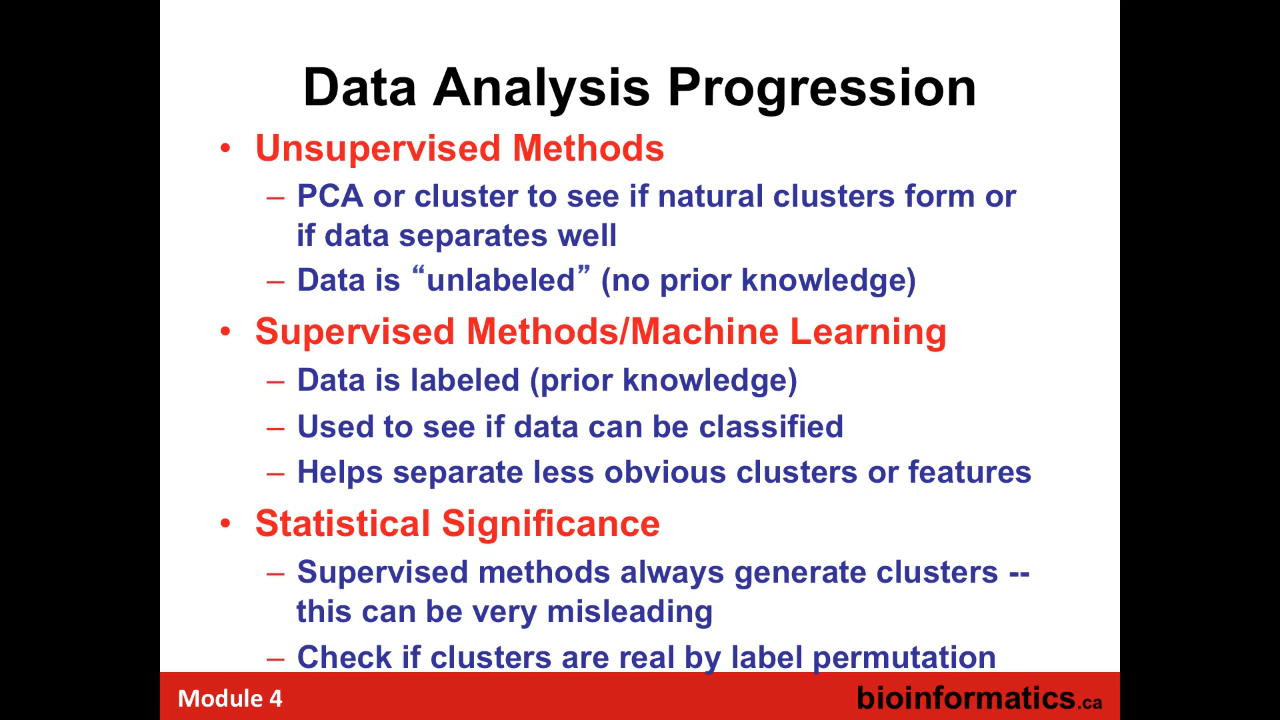 Data Analysis Progression
• Unsupervised Methods
– PCA or cluster to see if natural clusters form or
if data separates well
– Data is “unlabeled” (no prior knowledge)
• Supervised Methods/Machine Learning
– Data is labeled (prior knowledge)
– Used to see if data can be classified
– Helps separate less obvious clusters or features
• Statistical Significance
– Supervised methods always generate clusters --
this can be very misleading
– Check if clusters are real by label permutation
Module 4
bioinformatics.ca